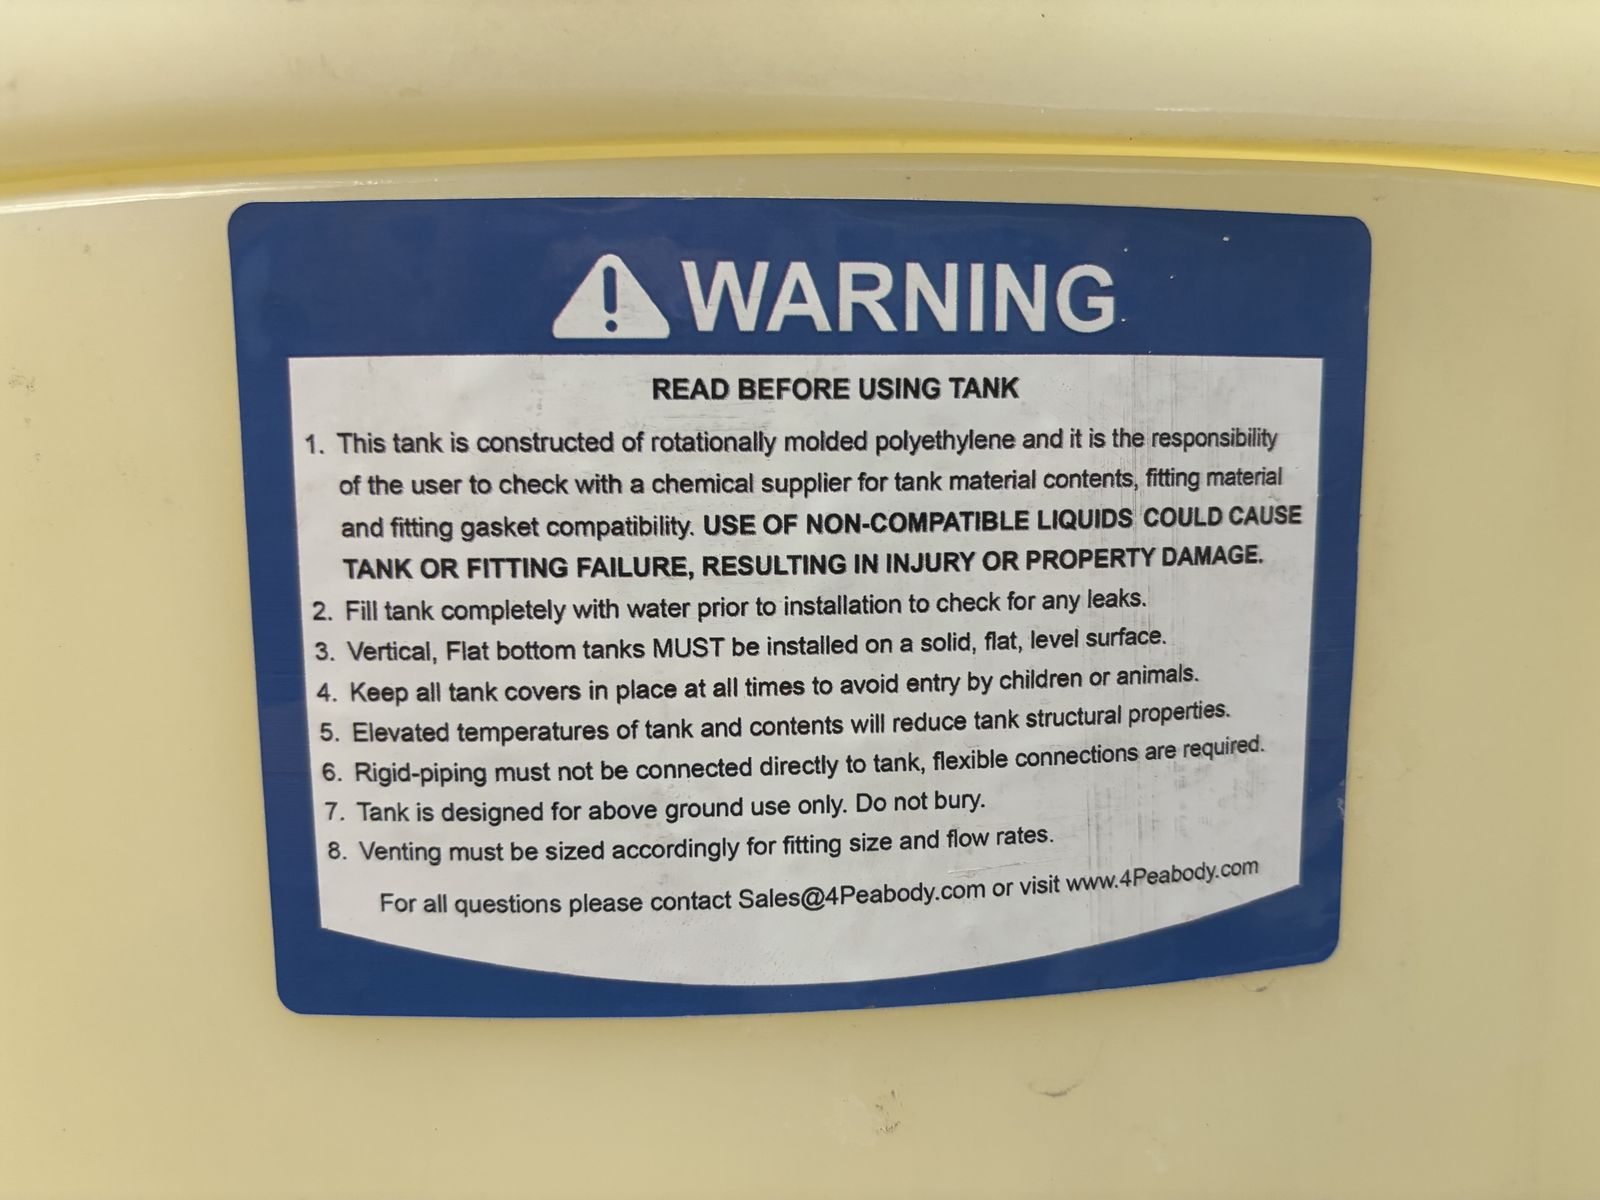 WARNING
READ BEFORE USING TANK
1. This tank is constructed of rotationally molded polyethylene and it is the responsibility
of the user to check with a chemical supplier for tank material contents, fitting material
and fitting gasket compatibility. USE OF NON-COMPATIBLE LIQUIDS COULD CAUSE
TANK OR FITTING FAILURE, RESULTING IN INJURY OR PROPERTY DAMAGE.
2. Fill tank completely with water prior to installation to check for any leaks.
3. Vertical, Flat bottom tanks MUST be installed on a solid, flat, level surface.
4. Keep all tank covers in place at all times to avoid entry by children or animals.
5. Elevated temperatures of tank and contents will reduce tank structural properties.
6. Rigid-piping must not be connected directly to tank, flexible connections are required.
7. Tank is designed for above ground use only. Do not bury.
8. Venting must be sized accordingly for fitting size and flow rates.
For all questions please contact Sales@4Peabody.com or visit www.4Peabody.com